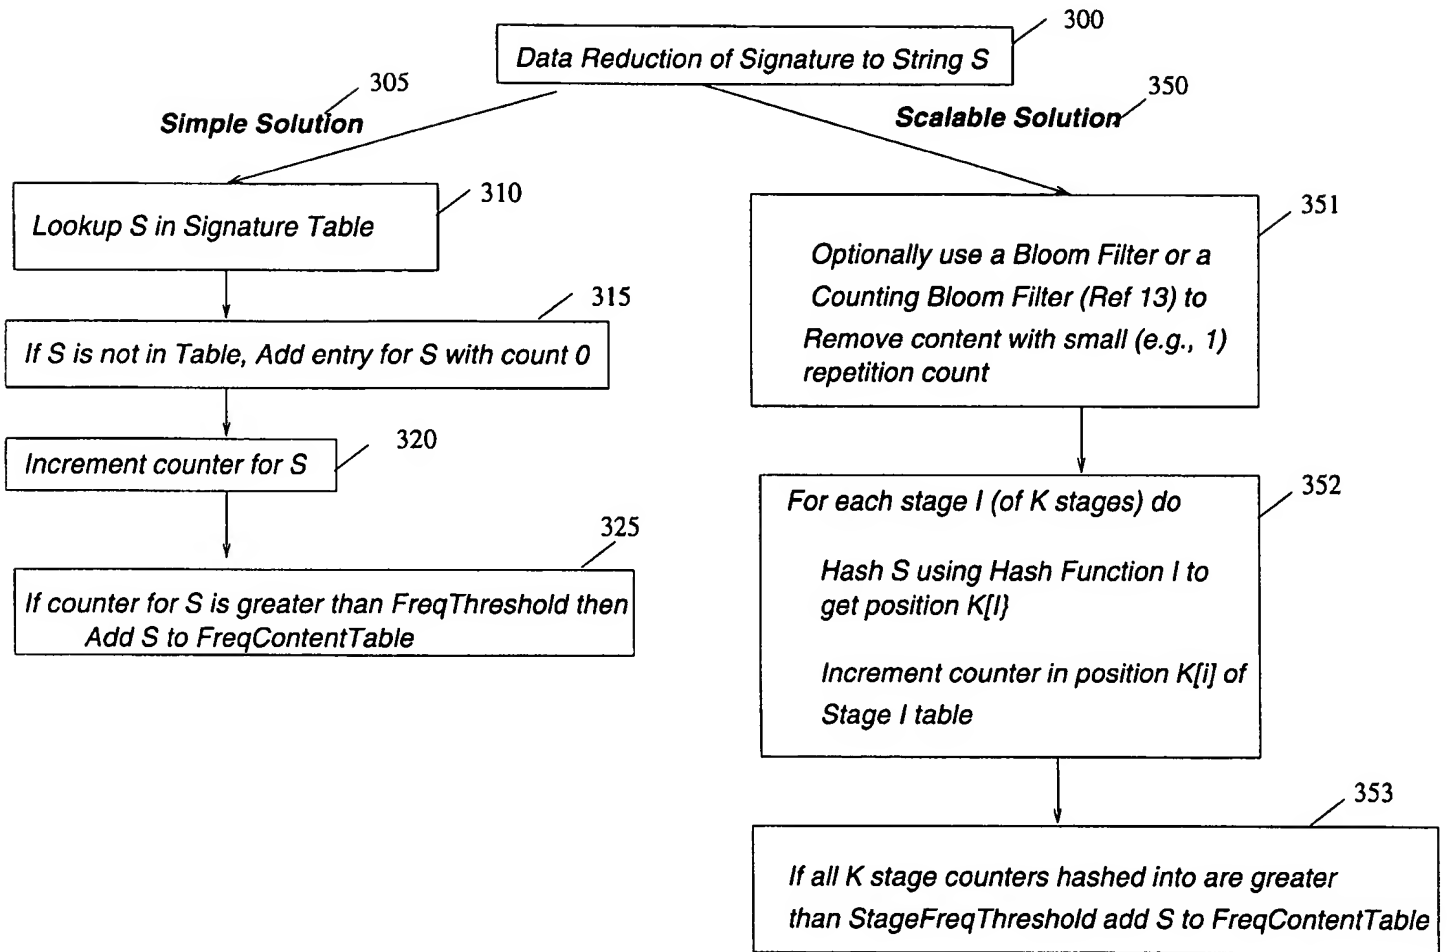 300
Data Reduction of Signature to String S
305
Simple Solution
350
Scalable Solution
310
Lookup S in Signature Table
315
If S is not in Table, Add entry for S with count 0
320
Increment counter for S
325
If counter for S is greater than FreqThreshold then
Add S to FreqContentTable
351
Optionally use a Bloom Filter or a
Counting Bloom Filter (Ref 13) to
Remove content with small (e.g., 1)
repetition count
352
For each stage I (of K stages) do
Hash S using Hash Function I to
get position K[I}
Increment counter in position K[i] of
Stage I table
353
If all K stage counters hashed into are greater
than StageFreqThreshold add S to FreqContentTable